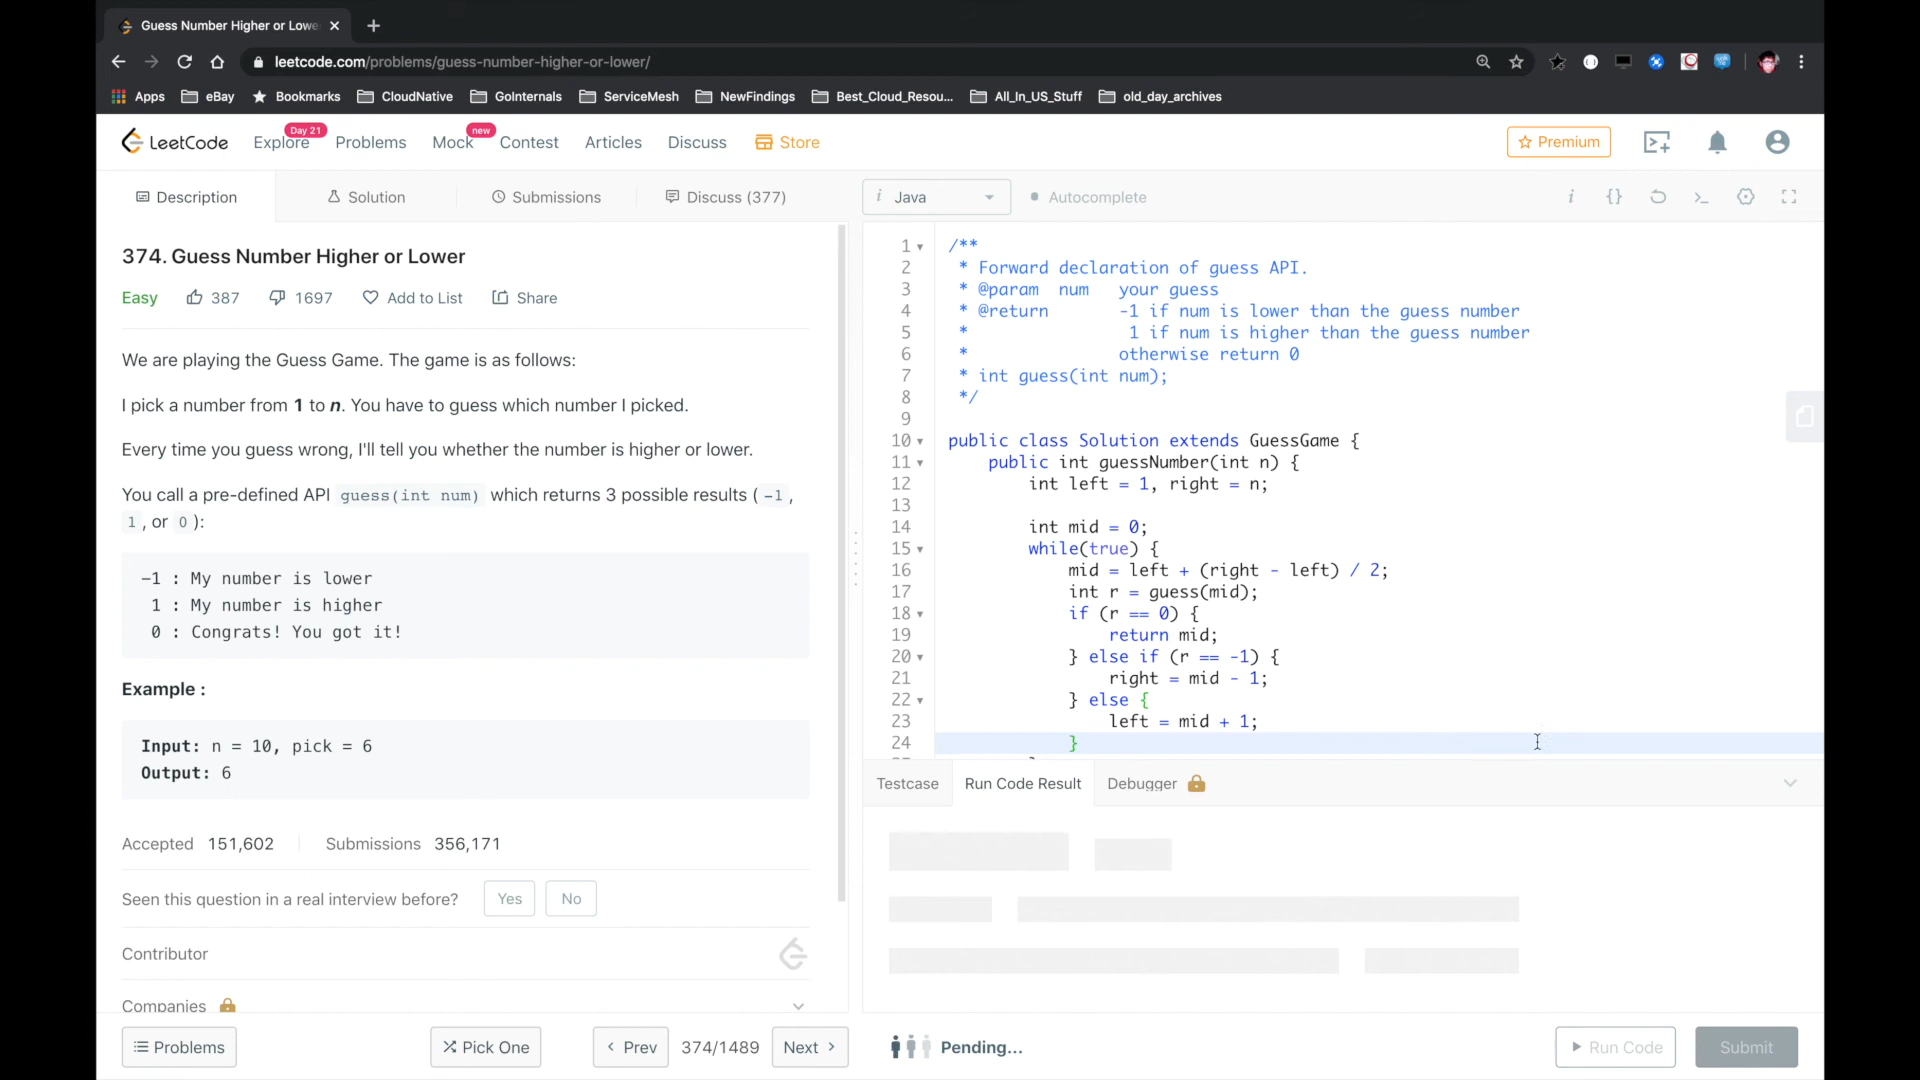 Guess Number Higher or Lowe
leetcode.com/problems/guess-number-higher-or-lower/
Apps eBay Bookmarks CloudNative GoInternals ServiceMesh NewFindings Best_Cloud_Resou... All_In_US_Stuff old_day_archives
LeetCode Explore Day 21 Problems Mock new Contest Articles Discuss Store Premium
Description Solution Submissions Discuss (377)
i Java Autocomplete
374. Guess Number Higher or Lower
Easy 387 1697 Add to List Share
We are playing the Guess Game. The game is as follows:
I pick a number from 1 to n. You have to guess which number I picked.
Every time you guess wrong, I'll tell you whether the number is higher or lower.
You call a pre-defined API guess(int num) which returns 3 possible results (-1,
1, or 0):
-1 : My number is lower
1 : My number is higher
0 : Congrats! You got it!
Example :
Input: n = 10, pick = 6
Output: 6
Accepted 151,602 Submissions 356,171
Seen this question in a real interview before? Yes No
Contributor
Companies
Problems Pick One Prev 374/1489 Next
1 /**
2 * Forward declaration of guess API.
3 * @param num your guess
4 * @return -1 if num is lower than the guess number
5 * 1 if num is higher than the guess number
6 * otherwise return 0
7 * int guess(int num);
8 */
9
10 public class Solution extends GuessGame {
11 public int guessNumber(int n) {
12 int left = 1, right = n;
13
14 int mid = 0;
15 while(true) {
16 mid = left + (right - left) / 2;
17 int r = guess(mid);
18 if (r == 0) {
19 return mid;
20 } else if (r == -1) {
21 right = mid - 1;
22 } else {
23 left = mid + 1;
24 }
Testcase Run Code Result Debugger
Pending... Run Code Submit